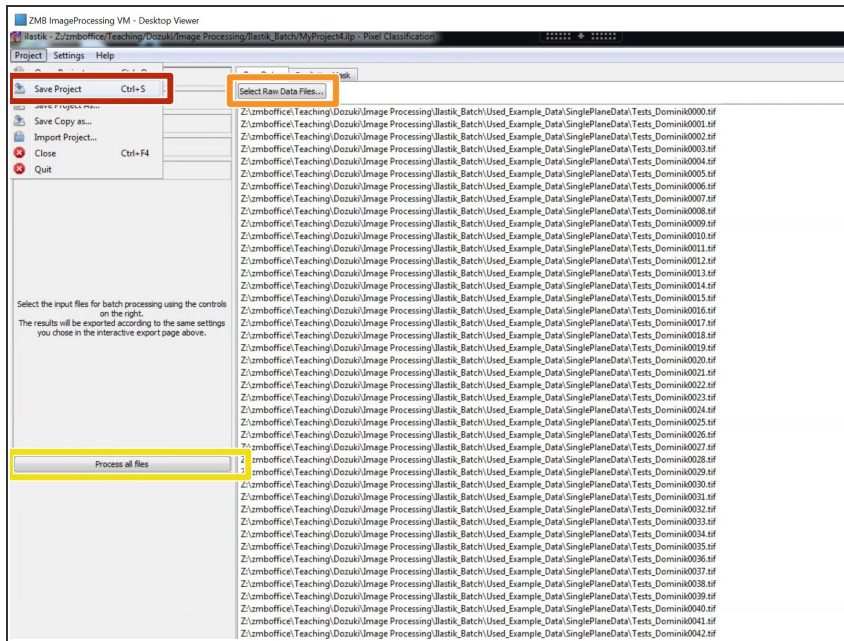 ZMB ImageProcessing VM - Desktop Viewer
ilastik - Z:/zmboffice/Teaching/Dozuki/Image Processing/Ilastik_Batch/MyProject4.ilp - Pixel Classification
Project Settings Help
Mask
Save Project Ctrl+S
Select Raw Data Files...
Save Project As...
Save Copy as...
Import Project...
Close Ctrl+F4
Quit
Z:\zmboffice\Teaching\Dozuki\Image Processing\Ilastik_Batch\Used_Example_Data\SinglePlaneData\Tests_Dominik0000.tif
Z:\zmboffice\Teaching\Dozuki\Image Processing\Ilastik_Batch\Used_Example_Data\SinglePlaneData\Tests_Dominik0001.tif
Z:\zmboffice\Teaching\Dozuki\Image Processing\Ilastik_Batch\Used_Example_Data\SinglePlaneData\Tests_Dominik0002.tif
Z:\zmboffice\Teaching\Dozuki\Image Processing\Ilastik_Batch\Used_Example_Data\SinglePlaneData\Tests_Dominik0003.tif
Z:\zmboffice\Teaching\Dozuki\Image Processing\Ilastik_Batch\Used_Example_Data\SinglePlaneData\Tests_Dominik0004.tif
Z:\zmboffice\Teaching\Dozuki\Image Processing\Ilastik_Batch\Used_Example_Data\SinglePlaneData\Tests_Dominik0005.tif
Z:\zmboffice\Teaching\Dozuki\Image Processing\Ilastik_Batch\Used_Example_Data\SinglePlaneData\Tests_Dominik0006.tif
Z:\zmboffice\Teaching\Dozuki\Image Processing\Ilastik_Batch\Used_Example_Data\SinglePlaneData\Tests_Dominik0007.tif
Z:\zmboffice\Teaching\Dozuki\Image Processing\Ilastik_Batch\Used_Example_Data\SinglePlaneData\Tests_Dominik0008.tif
Z:\zmboffice\Teaching\Dozuki\Image Processing\Ilastik_Batch\Used_Example_Data\SinglePlaneData\Tests_Dominik0009.tif
Z:\zmboffice\Teaching\Dozuki\Image Processing\Ilastik_Batch\Used_Example_Data\SinglePlaneData\Tests_Dominik0010.tif
Z:\zmboffice\Teaching\Dozuki\Image Processing\Ilastik_Batch\Used_Example_Data\SinglePlaneData\Tests_Dominik0011.tif
Z:\zmboffice\Teaching\Dozuki\Image Processing\Ilastik_Batch\Used_Example_Data\SinglePlaneData\Tests_Dominik0012.tif
Z:\zmboffice\Teaching\Dozuki\Image Processing\Ilastik_Batch\Used_Example_Data\SinglePlaneData\Tests_Dominik0013.tif
Z:\zmboffice\Teaching\Dozuki\Image Processing\Ilastik_Batch\Used_Example_Data\SinglePlaneData\Tests_Dominik0014.tif
Z:\zmboffice\Teaching\Dozuki\Image Processing\Ilastik_Batch\Used_Example_Data\SinglePlaneData\Tests_Dominik0015.tif
Z:\zmboffice\Teaching\Dozuki\Image Processing\Ilastik_Batch\Used_Example_Data\SinglePlaneData\Tests_Dominik0016.tif
Z:\zmboffice\Teaching\Dozuki\Image Processing\Ilastik_Batch\Used_Example_Data\SinglePlaneData\Tests_Dominik0017.tif
Z:\zmboffice\Teaching\Dozuki\Image Processing\Ilastik_Batch\Used_Example_Data\SinglePlaneData\Tests_Dominik0018.tif
Z:\zmboffice\Teaching\Dozuki\Image Processing\Ilastik_Batch\Used_Example_Data\SinglePlaneData\Tests_Dominik0019.tif
Z:\zmboffice\Teaching\Dozuki\Image Processing\Ilastik_Batch\Used_Example_Data\SinglePlaneData\Tests_Dominik0020.tif
Z:\zmboffice\Teaching\Dozuki\Image Processing\Ilastik_Batch\Used_Example_Data\SinglePlaneData\Tests_Dominik0021.tif
Z:\zmboffice\Teaching\Dozuki\Image Processing\Ilastik_Batch\Used_Example_Data\SinglePlaneData\Tests_Dominik0022.tif
Z:\zmboffice\Teaching\Dozuki\Image Processing\Ilastik_Batch\Used_Example_Data\SinglePlaneData\Tests_Dominik0023.tif
Z:\zmboffice\Teaching\Dozuki\Image Processing\Ilastik_Batch\Used_Example_Data\SinglePlaneData\Tests_Dominik0024.tif
Z:\zmboffice\Teaching\Dozuki\Image Processing\Ilastik_Batch\Used_Example_Data\SinglePlaneData\Tests_Dominik0025.tif
Z:\zmboffice\Teaching\Dozuki\Image Processing\Ilastik_Batch\Used_Example_Data\SinglePlaneData\Tests_Dominik0026.tif
Z:\zmboffice\Teaching\Dozuki\Image Processing\Ilastik_Batch\Used_Example_Data\SinglePlaneData\Tests_Dominik0027.tif
Z:\zmboffice\Teaching\Dozuki\Image Processing\Ilastik_Batch\Used_Example_Data\SinglePlaneData\Tests_Dominik0028.tif
Z:\zmboffice\Teaching\Dozuki\Image Processing\Ilastik_Batch\Used_Example_Data\SinglePlaneData\Tests_Dominik0029.tif
Z:\zmboffice\Teaching\Dozuki\Image Processing\Ilastik_Batch\Used_Example_Data\SinglePlaneData\Tests_Dominik0030.tif
Z:\zmboffice\Teaching\Dozuki\Image Processing\Ilastik_Batch\Used_Example_Data\SinglePlaneData\Tests_Dominik0031.tif
Z:\zmboffice\Teaching\Dozuki\Image Processing\Ilastik_Batch\Used_Example_Data\SinglePlaneData\Tests_Dominik0032.tif
Z:\zmboffice\Teaching\Dozuki\Image Processing\Ilastik_Batch\Used_Example_Data\SinglePlaneData\Tests_Dominik0033.tif
Z:\zmboffice\Teaching\Dozuki\Image Processing\Ilastik_Batch\Used_Example_Data\SinglePlaneData\Tests_Dominik0034.tif
Z:\zmboffice\Teaching\Dozuki\Image Processing\Ilastik_Batch\Used_Example_Data\SinglePlaneData\Tests_Dominik0035.tif
Z:\zmboffice\Teaching\Dozuki\Image Processing\Ilastik_Batch\Used_Example_Data\SinglePlaneData\Tests_Dominik0036.tif
Z:\zmboffice\Teaching\Dozuki\Image Processing\Ilastik_Batch\Used_Example_Data\SinglePlaneData\Tests_Dominik0037.tif
Z:\zmboffice\Teaching\Dozuki\Image Processing\Ilastik_Batch\Used_Example_Data\SinglePlaneData\Tests_Dominik0038.tif
Z:\zmboffice\Teaching\Dozuki\Image Processing\Ilastik_Batch\Used_Example_Data\SinglePlaneData\Tests_Dominik0039.tif
Z:\zmboffice\Teaching\Dozuki\Image Processing\Ilastik_Batch\Used_Example_Data\SinglePlaneData\Tests_Dominik0040.tif
Z:\zmboffice\Teaching\Dozuki\Image Processing\Ilastik_Batch\Used_Example_Data\SinglePlaneData\Tests_Dominik0041.tif
Z:\zmboffice\Teaching\Dozuki\Image Processing\Ilastik_Batch\Used_Example_Data\SinglePlaneData\Tests_Dominik0042.tif
Select the input files for batch processing using the controls
on the right.
The results will be exported according to the same settings
you chose in the interactive export page above.
Process all files